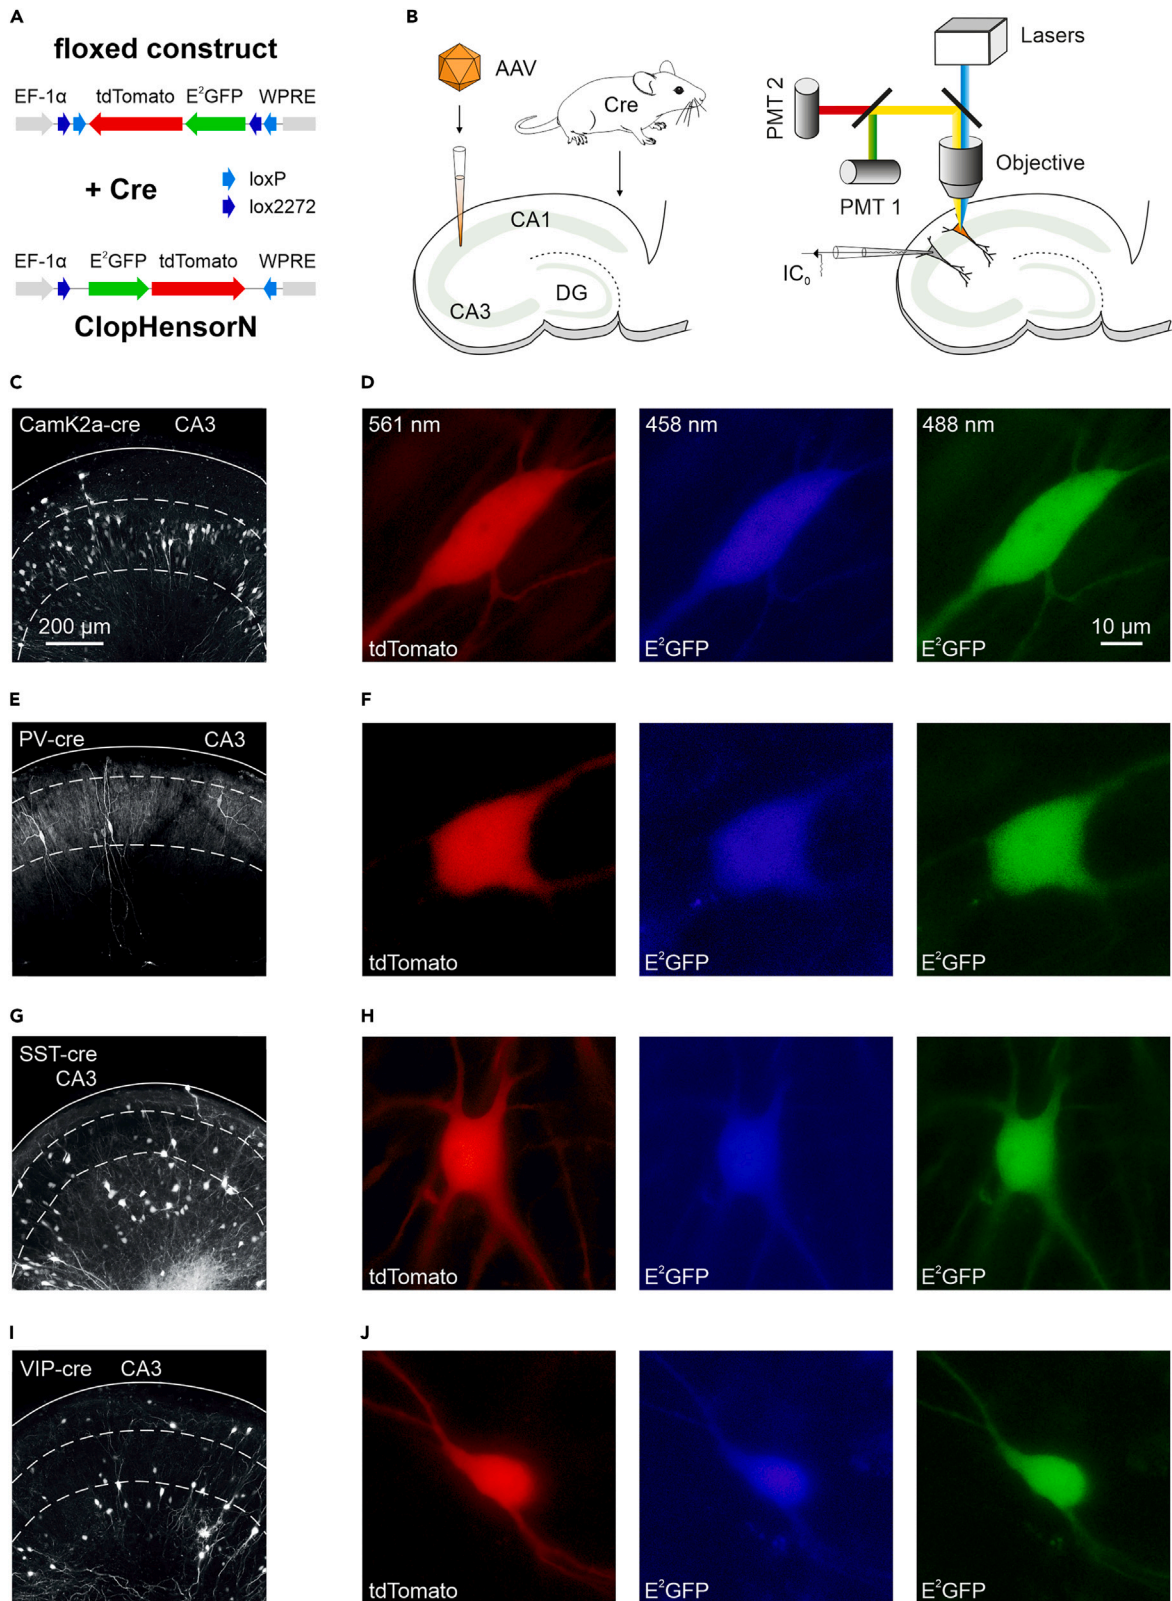 A
floxed construct
EF-1α tdTomato E²GFP WPRE
+ Cre
loxP
lox2272
EF-1α E²GFP tdTomato WPRE
ClopHensorN
B
AAV
Cre
CA1
CA3
DG
Lasers
PMT 2
PMT 1
Objective
IC₀
C
CamK2a-cre CA3
200 µm
D
561 nm
tdTomato
458 nm
E²GFP
488 nm
10 µm
E²GFP
E
PV-cre CA3
F
tdTomato
E²GFP
E²GFP
G
SST-cre
CA3
H
tdTomato
E²GFP
E²GFP
I
VIP-cre CA3
J
tdTomato
E²GFP
E²GFP